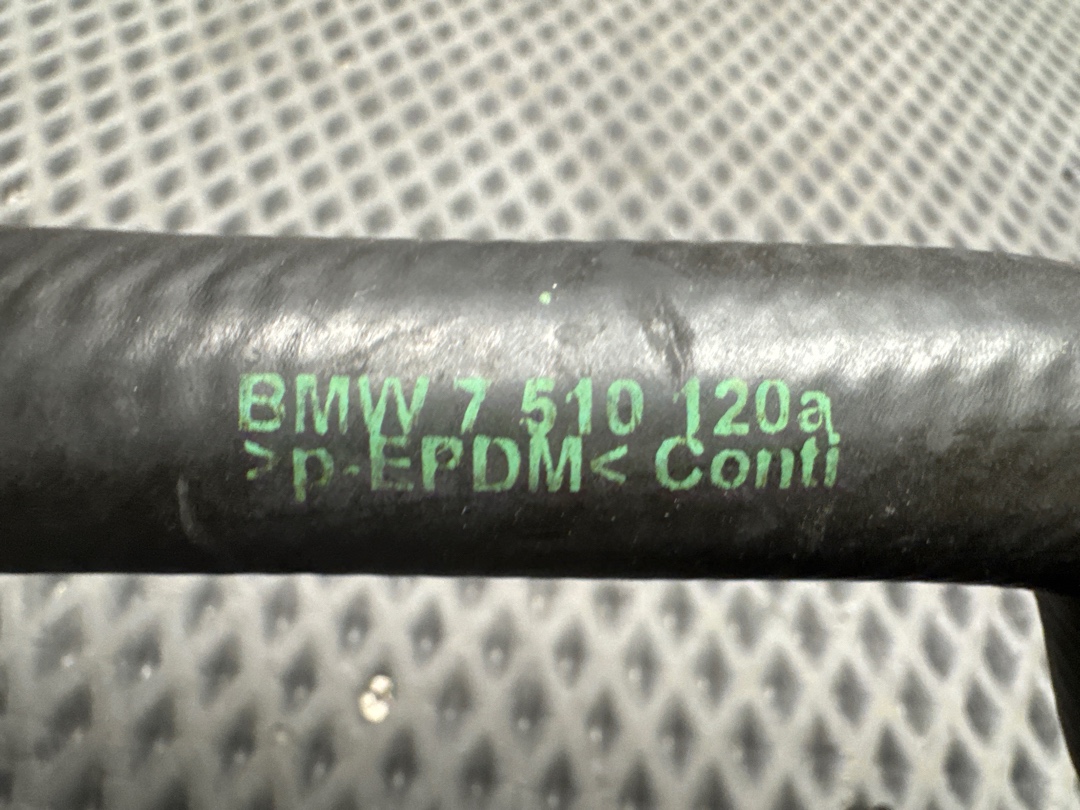 BMW 7 510 120a
>p-EPDM< Conti